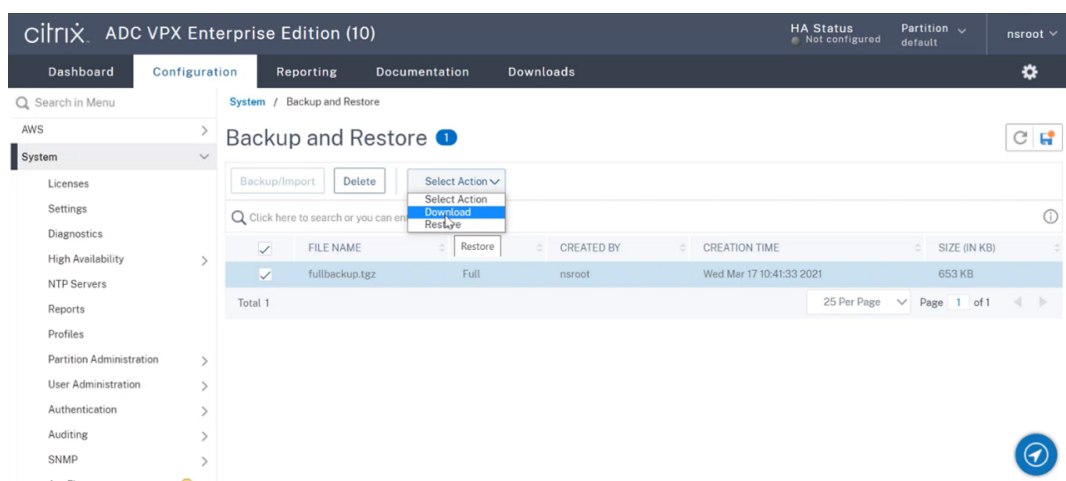 citrix. ADC VPX Enterprise Edition (10)
HA Status
Not configured
Partition
default
nsroot
Dashboard Configuration Reporting Documentation Downloads
Search in Menu
AWS
System
Licenses
Settings
Diagnostics
High Availability
NTP Servers
Reports
Profiles
Partition Administration
User Administration
Authentication
Auditing
SNMP
System / Backup and Restore
Backup and Restore 1
Backup/Import Delete Select Action
Select Action
Download
Restore
Click here to search or you can en
Restore
FILE NAME CREATED BY CREATION TIME SIZE (IN KB)
fullbackup.tgz Full nsroot Wed Mar 17 10:41:33 2021 653 KB
Total 1 25 Per Page Page 1 of 1